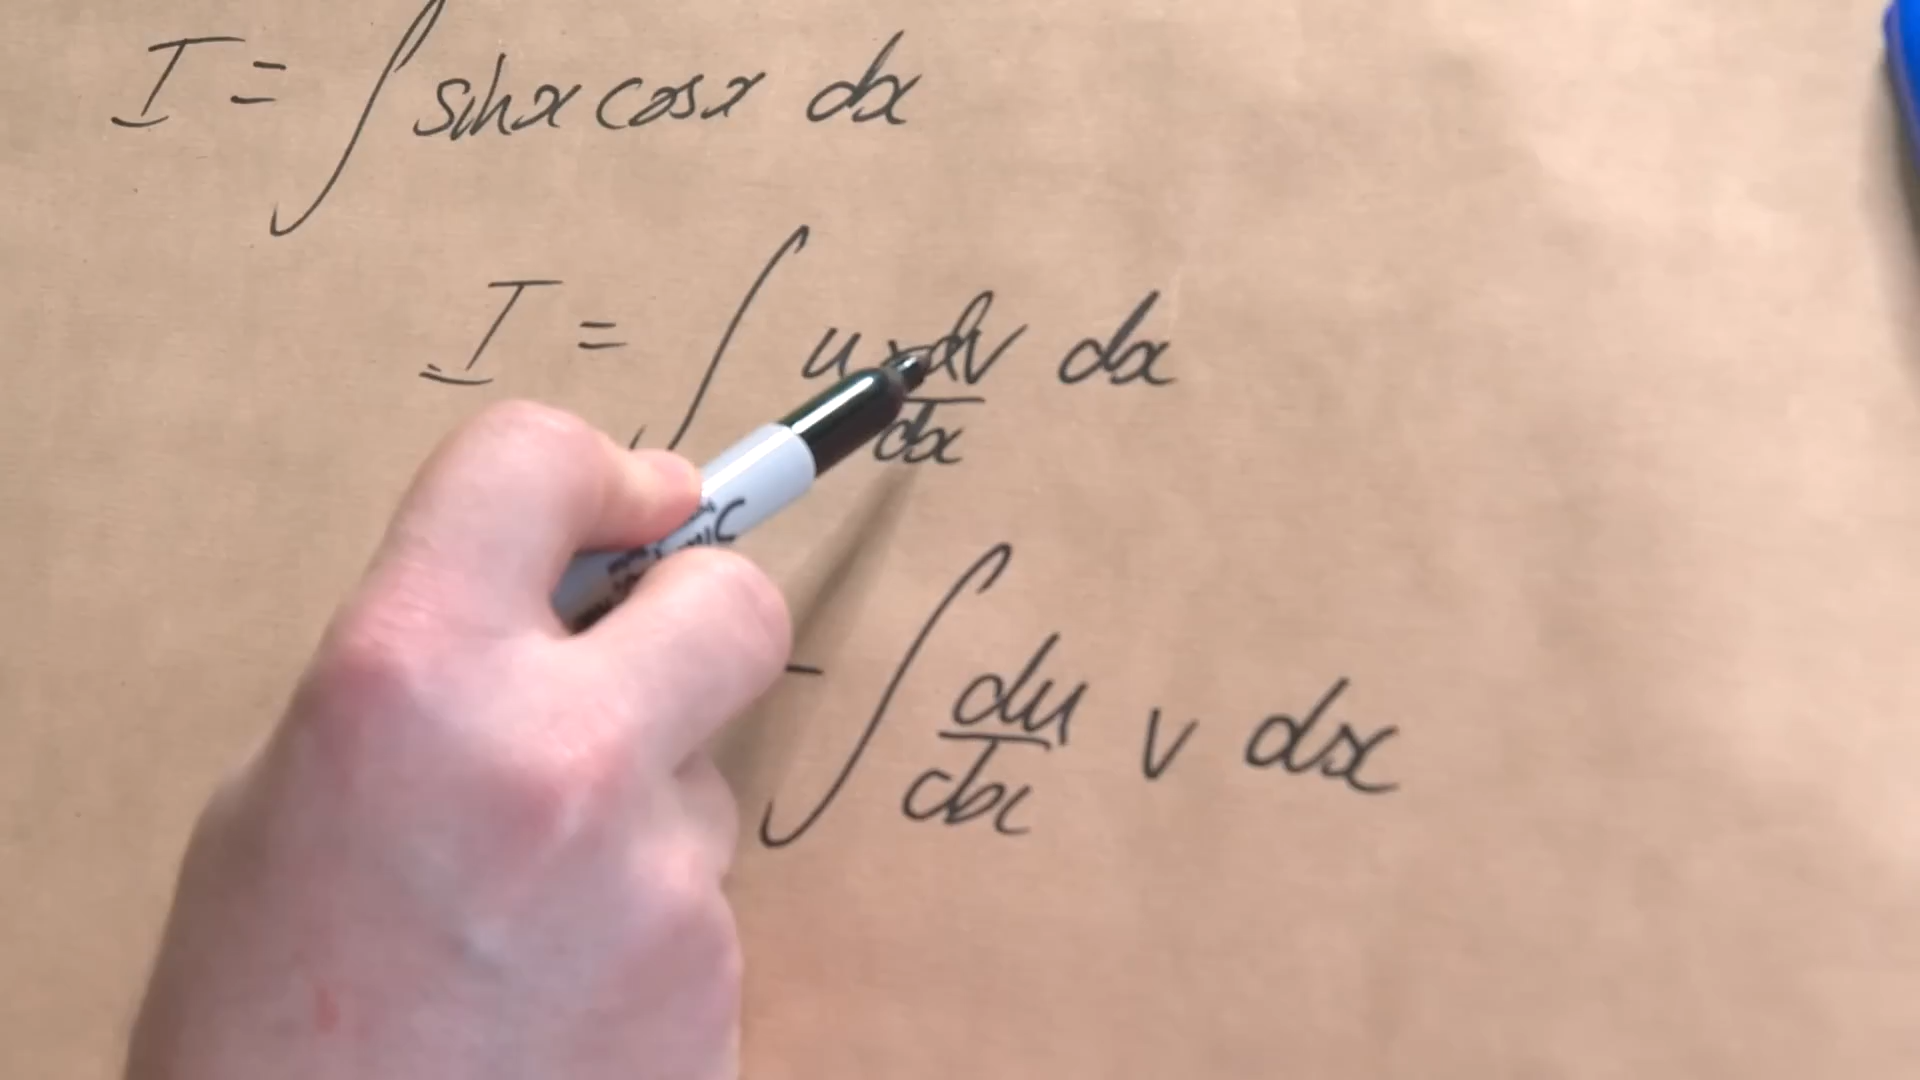 I = ∫ sinx cosx dx
I = ∫ u dv/dx dx
- ∫ du/dx v dx